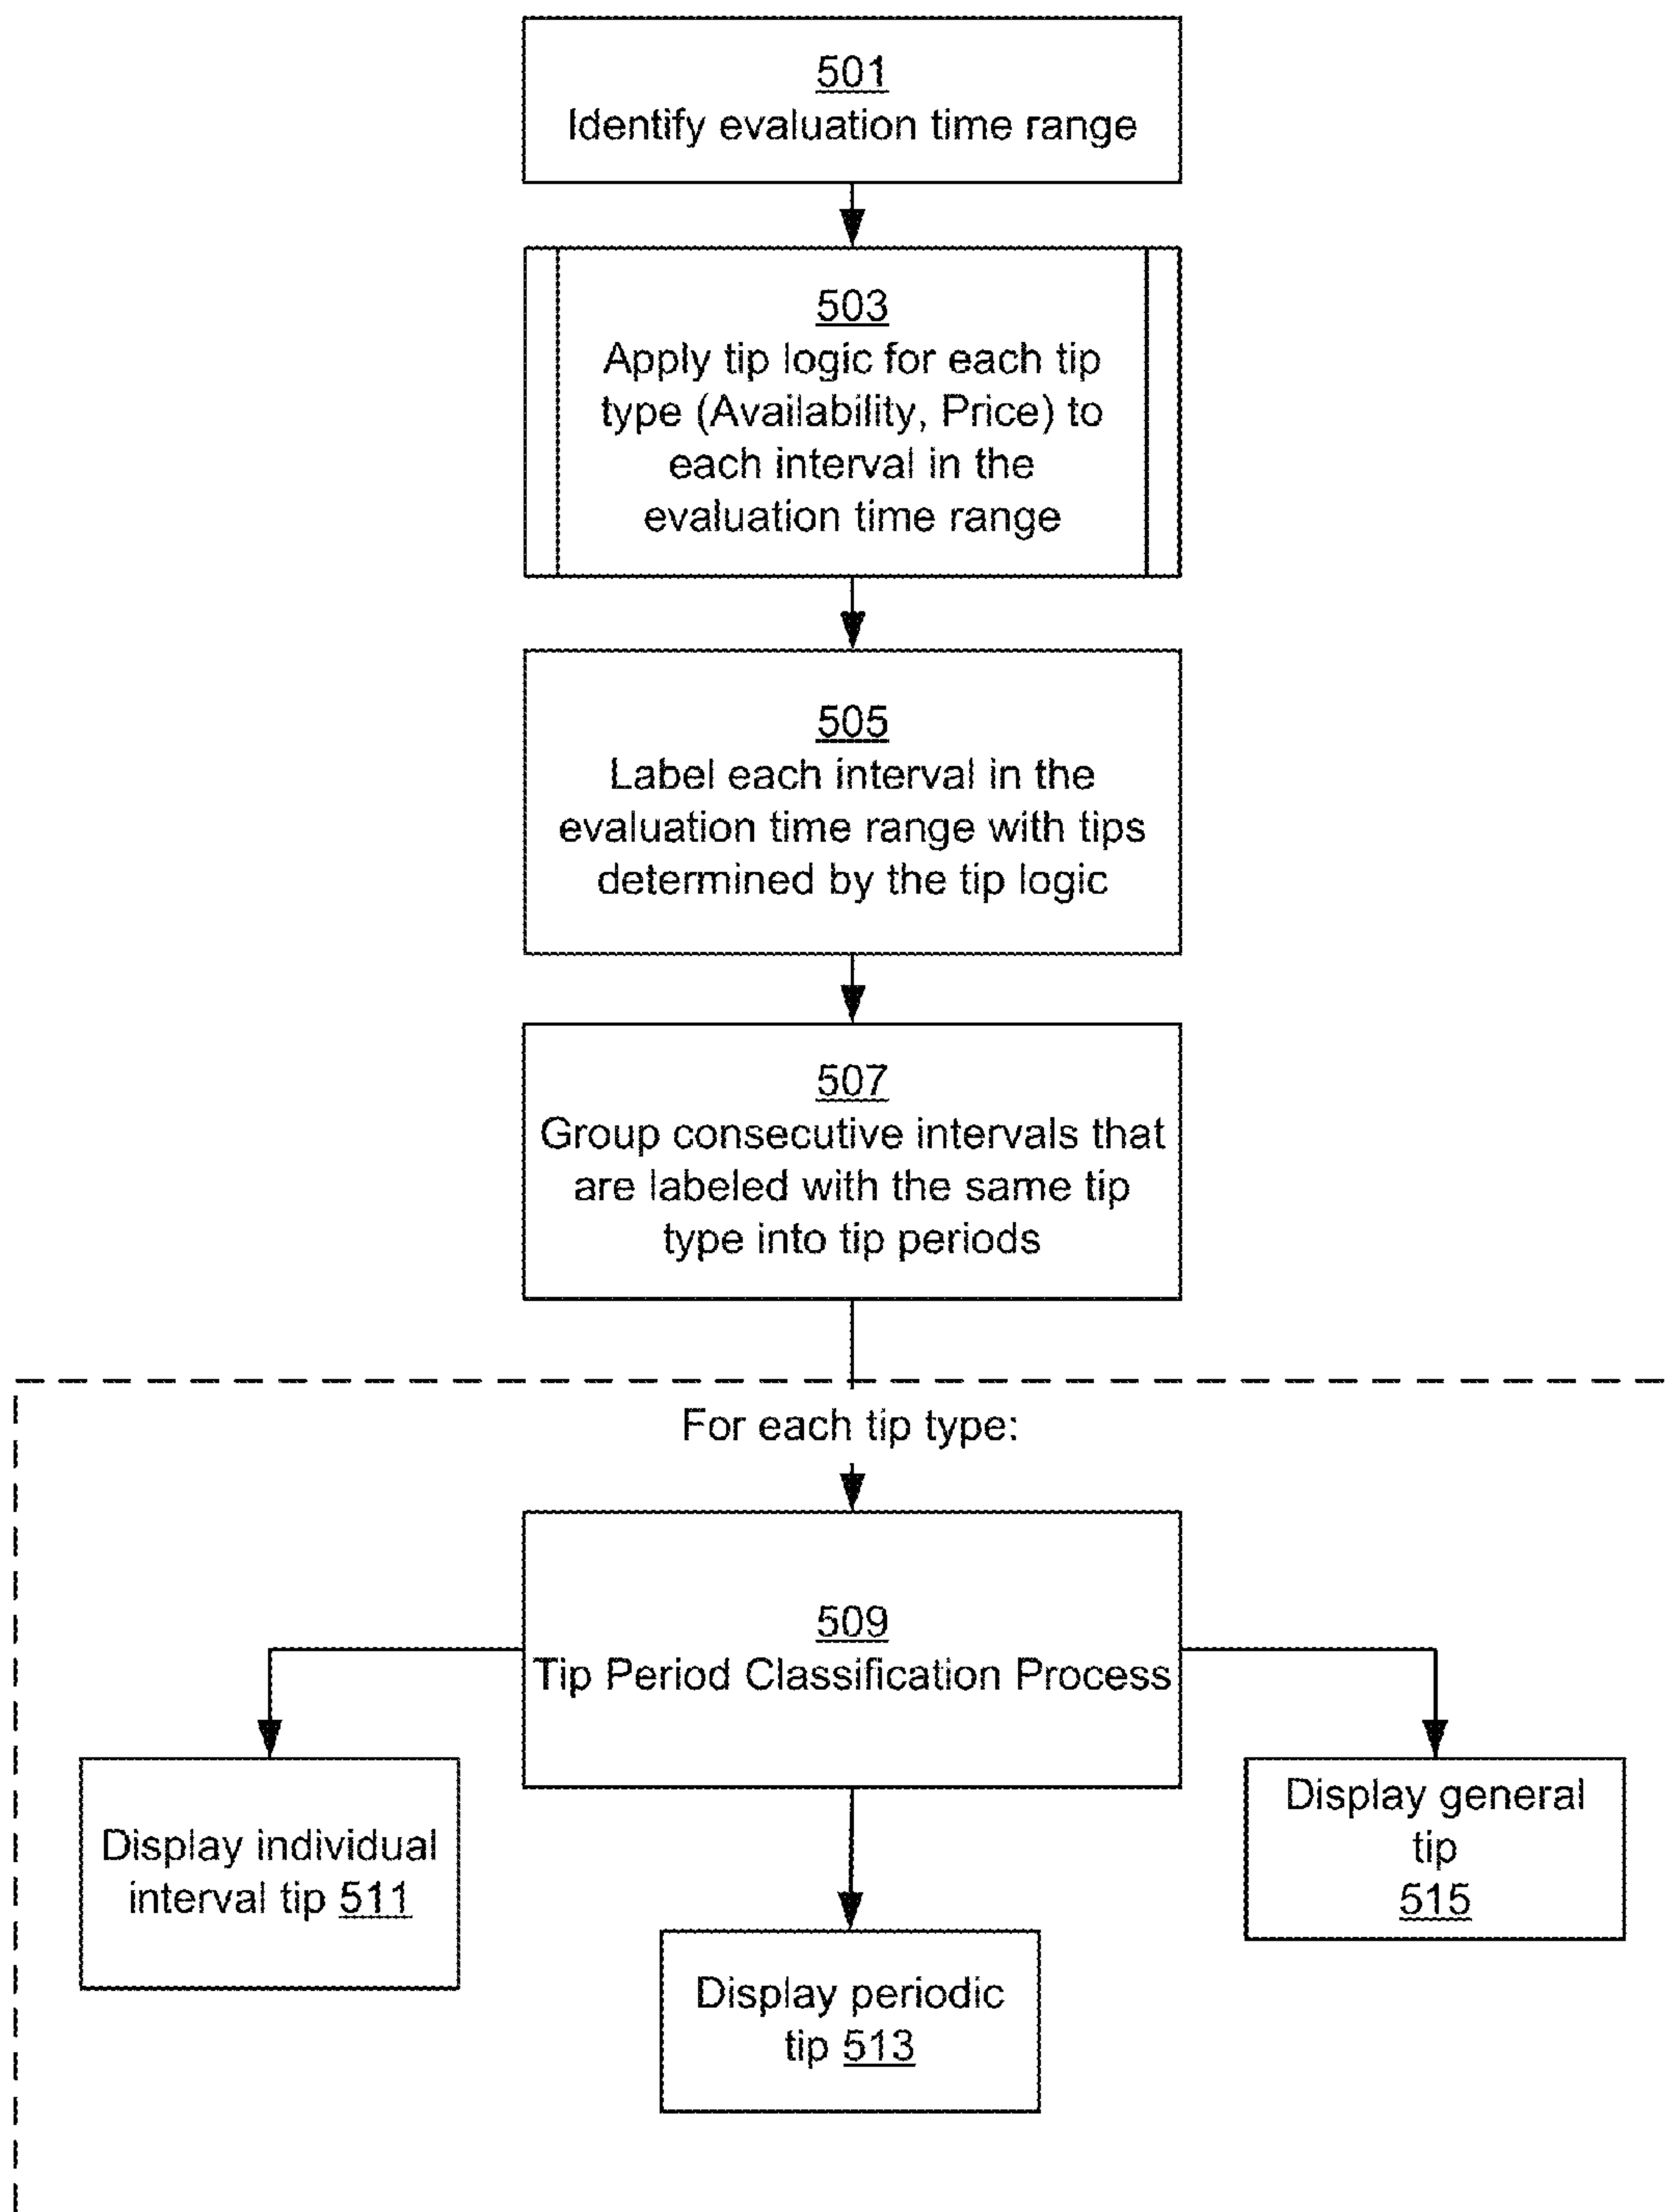 501
Identify evaluation time range
503
Apply tip logic for each tip
type (Availability, Price) to
each interval in the
evaluation time range
505
Label each interval in the
evaluation time range with tips
determined by the tip logic
507
Group consecutive intervals that
are labeled with the same tip
type into tip periods
For each tip type:
509
Tip Period Classification Process
Display individual
interval tip 511
Display periodic
tip 513
Display general
tip
515